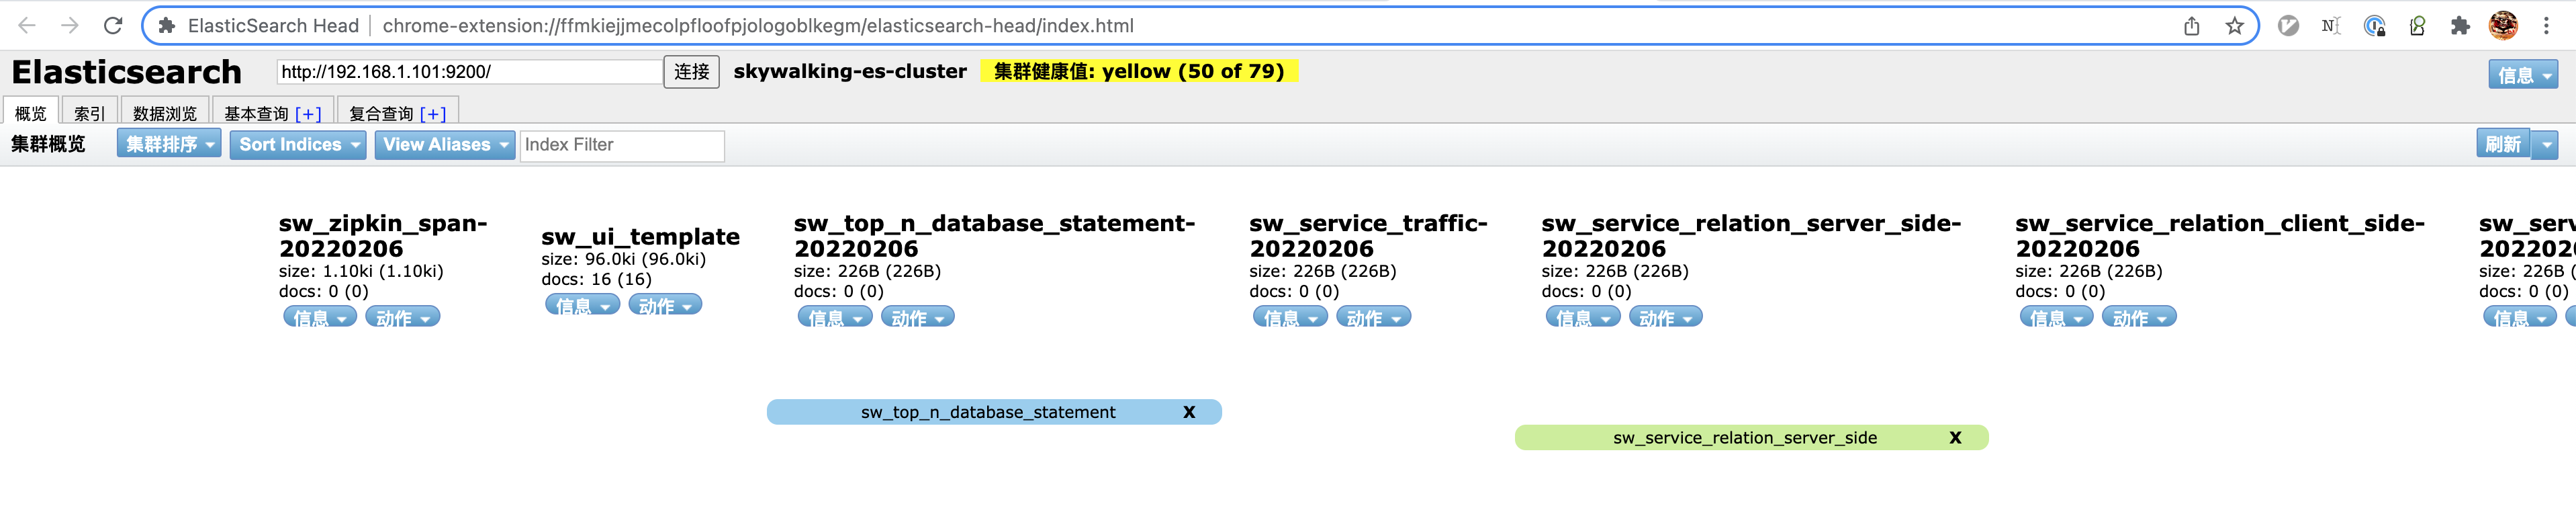 ElasticSearch Head | chrome-extension://ffmkiejjmecolpfloofpjologoblkegm/elasticsearch-head/index.html
Elasticsearch http://192.168.1.101:9200/ 连接 skywalking-es-cluster 集群健康值: yellow (50 of 79) 信息
概览 索引 数据浏览 基本查询 [+] 复合查询 [+]
集群概览 集群排序 Sort Indices View Aliases Index Filter 刷新
sw_zipkin_span-
20220206
size: 1.10ki (1.10ki)
docs: 0 (0)
信息 动作
sw_ui_template
size: 96.0ki (96.0ki)
docs: 16 (16)
信息 动作
sw_top_n_database_statement-
20220206
size: 226B (226B)
docs: 0 (0)
信息 动作
sw_service_traffic-
20220206
size: 226B (226B)
docs: 0 (0)
信息 动作
sw_service_relation_server_side-
20220206
size: 226B (226B)
docs: 0 (0)
信息 动作
sw_service_relation_client_side-
20220206
size: 226B (226B)
docs: 0 (0)
信息 动作
size: 226B
docs: 0 (0)
信息
sw_top_n_database_statement X
sw_service_relation_server_side X